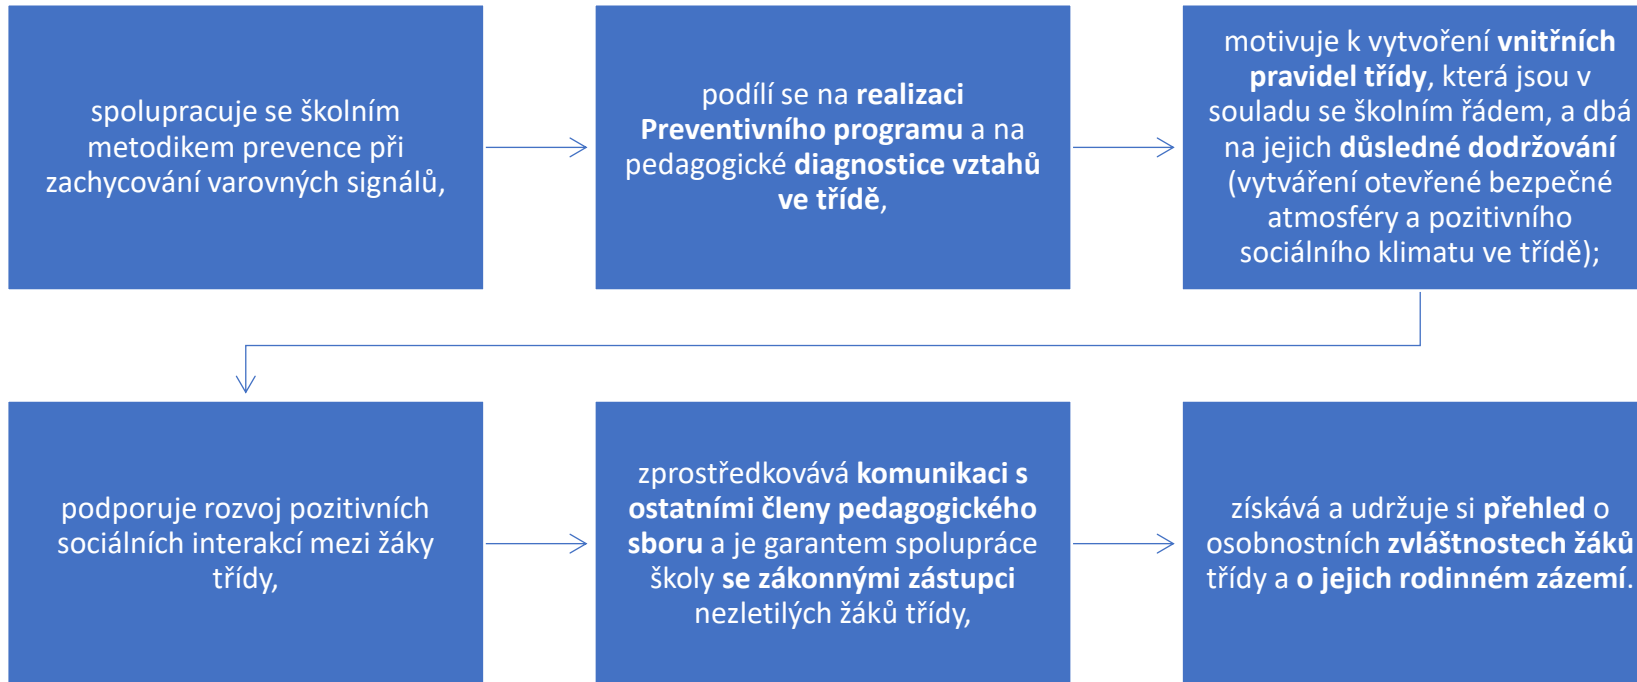 spolupracuje se školním
metodikem prevence při
zachycování varovných signálů,
podílí se na realizaci
Preventivního programu a na
pedagogické diagnostice vztahů
ve třídě,
motivuje k vytvoření vnitřních
pravidel třídy, která jsou v
souladu se školním řádem, a dbá
na jejich důsledné dodržování
(vytváření otevřené bezpečné
atmosféry a pozitivního
sociálního klimatu ve třídě);
podporuje rozvoj pozitivních
sociálních interakcí mezi žáky
třídy,
zprostředkovává komunikaci s
ostatními členy pedagogického
sboru a je garantem spolupráce
školy se zákonnými zástupci
nezletilých žáků třídy,
získává a udržuje si přehled o
osobnostních zvláštnostech žáků
třídy a o jejich rodinném zázemí.